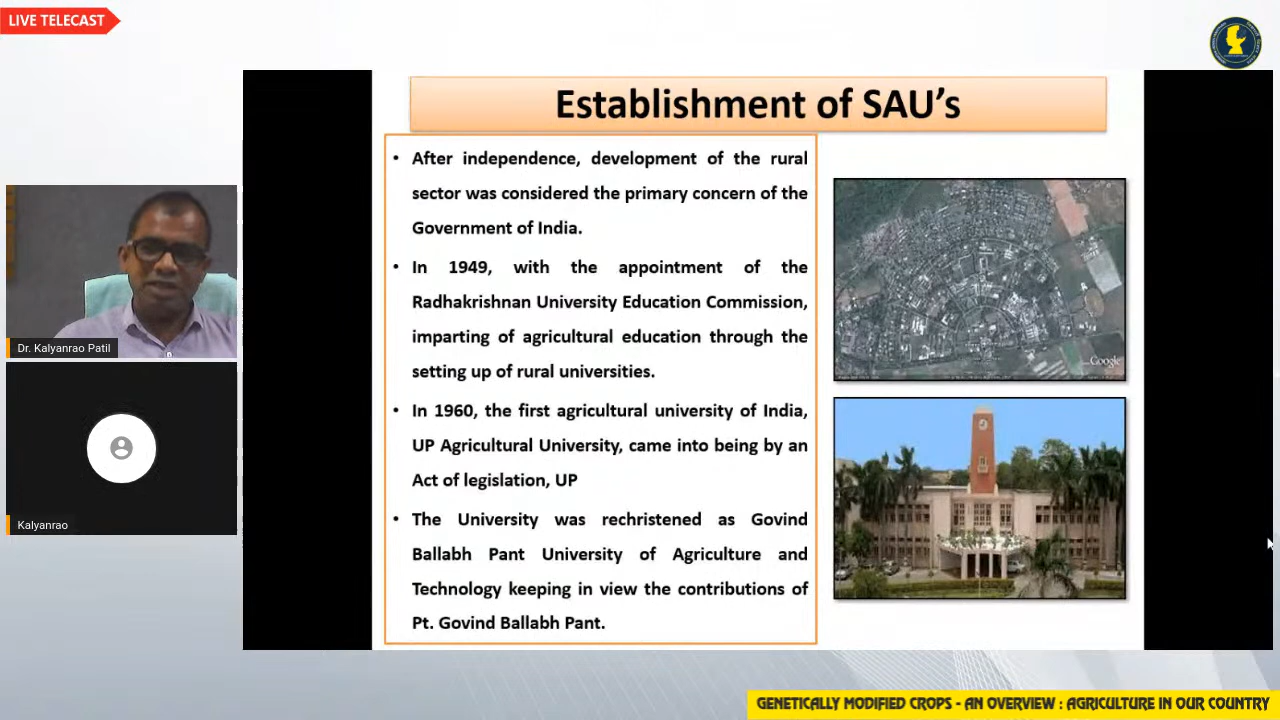 LIVE TELECAST
Establishment of SAU's
• After independence, development of the rural
sector was considered the primary concern of the
Government of India.
• In 1949, with the appointment of the
Radhakrishnan University Education Commission,
imparting of agricultural education through the
setting up of rural universities.
• In 1960, the first agricultural university of India,
UP Agricultural University, came into being by an
Act of legislation, UP
• The University was rechristened as Govind
Ballabh Pant University of Agriculture and
Technology keeping in view the contributions of
Pt. Govind Ballabh Pant.
Google
Dr. Kalyanrao Patil
Kalyanrao
GENETICALLY MODIFIED CROPS - AN OVERVIEW : AGRICULTURE IN OUR COUNTRY